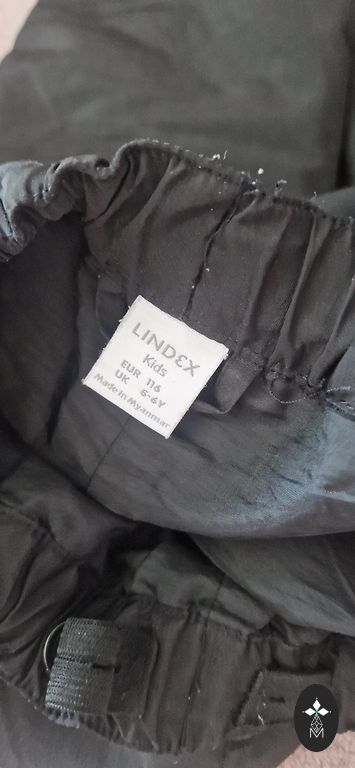 LINDEX
Kids
EUR 116
UK 5-6Y
Made in Myanmar
M